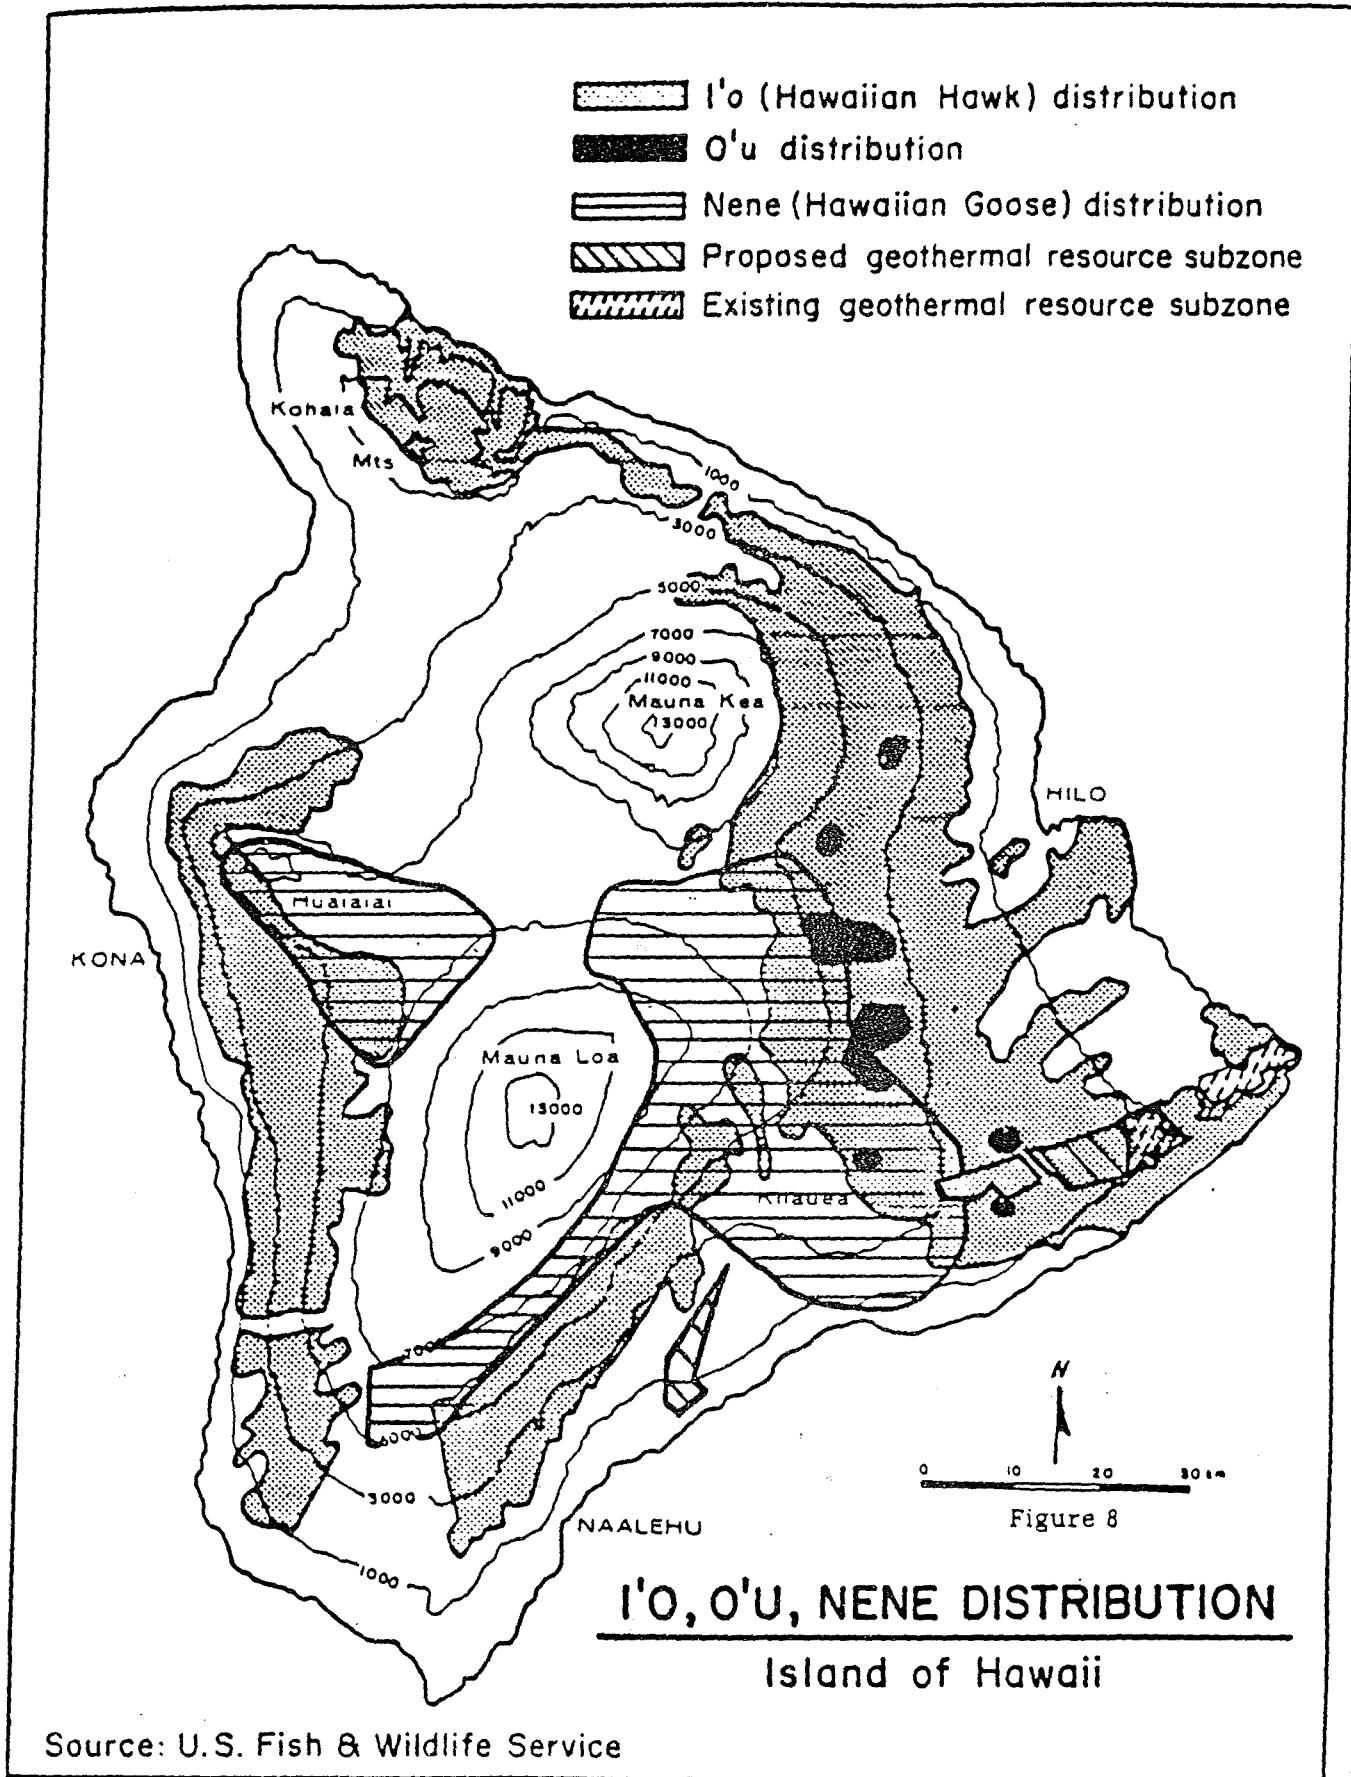 I'o (Hawaiian Hawk) distribution
O'u distribution
Nene (Hawaiian Goose) distribution
Proposed geothermal resource subzone
Existing geothermal resource subzone
Kohala
Mts
1000
3000
5000
7000
9000
11000
Mauna Kea
13000
HILO
Hualalai
KONA
Mauna Loa
13000
11000
Kilauea
9000
7000
6000
3000
1000
NAALEHU
N
0 10 20 30 km
Figure 8
I'O, O'U, NENE DISTRIBUTION
Island of Hawaii
Source: U.S. Fish & Wildlife Service